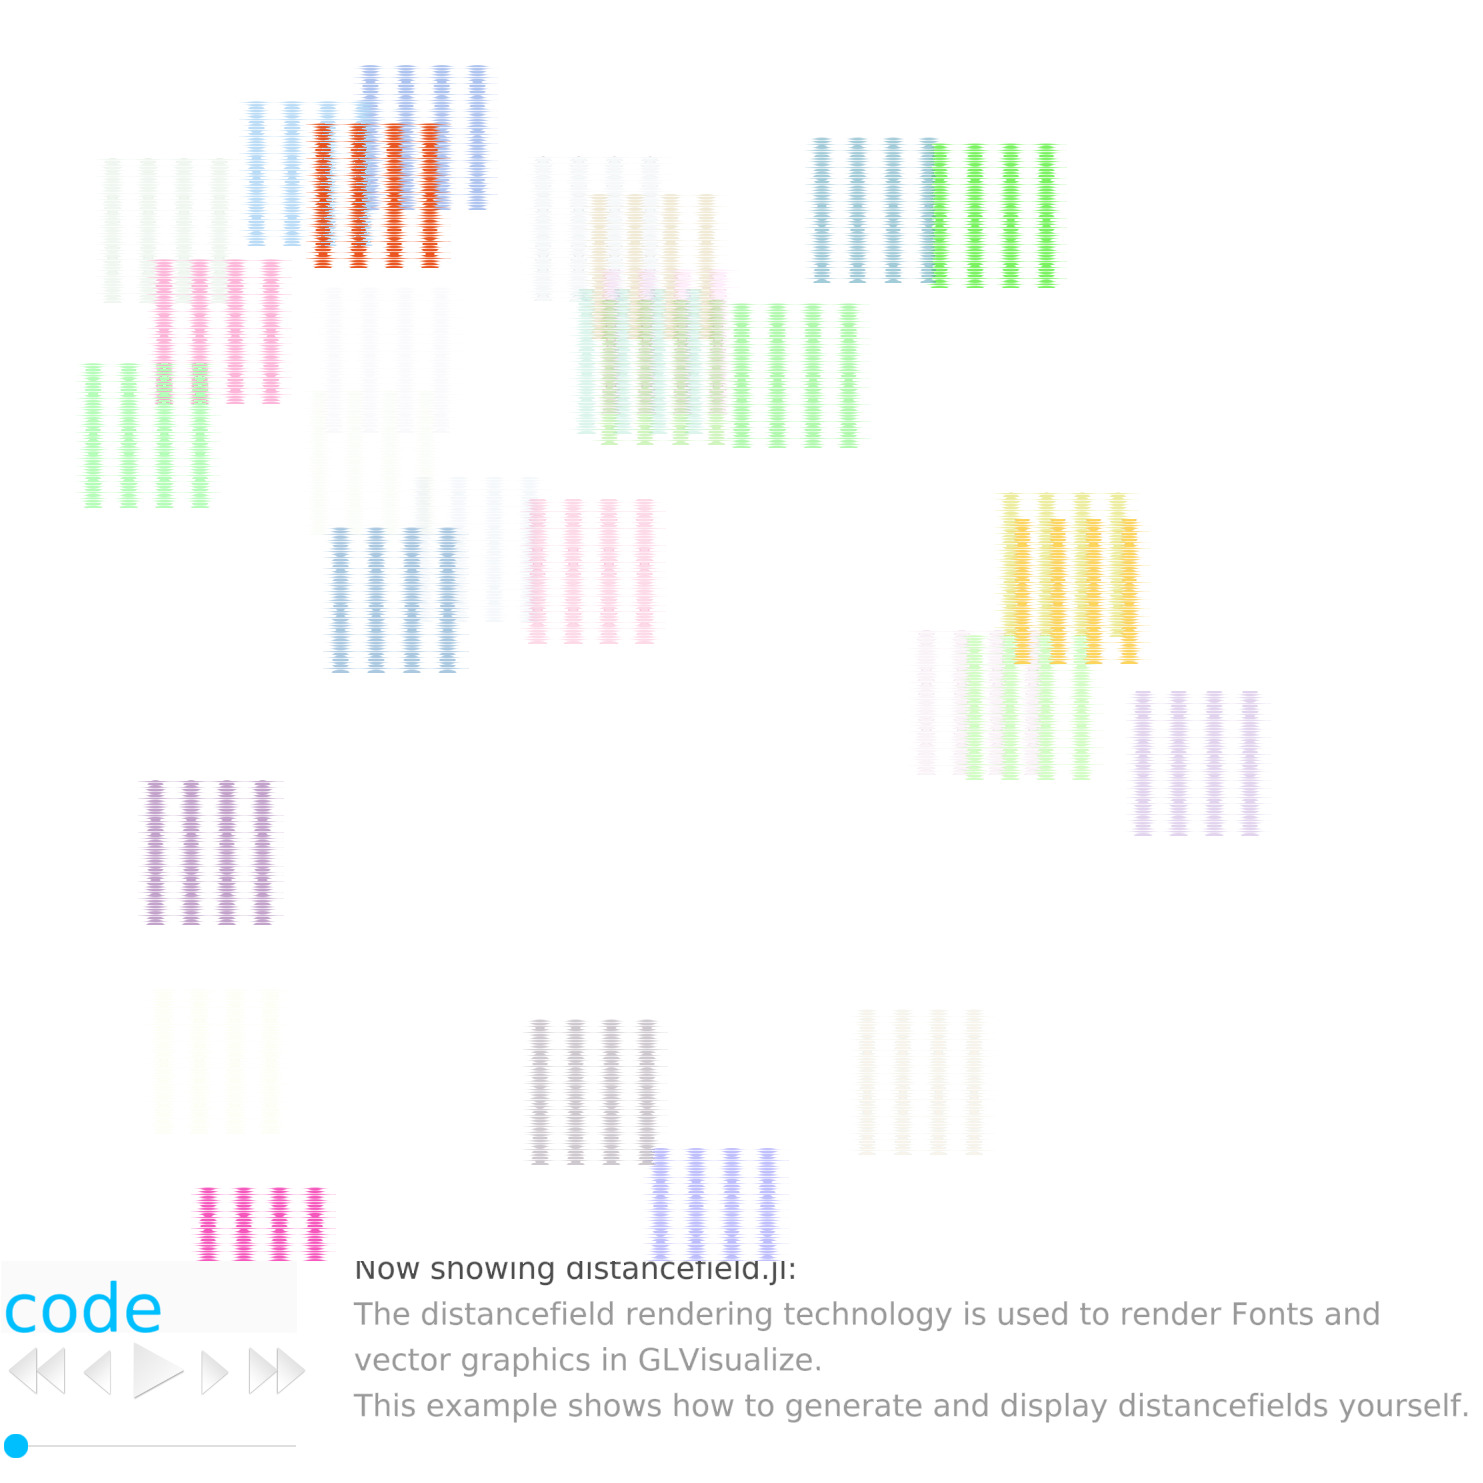 Now showing distancefield.jl:
code
The distancefield rendering technology is used to render Fonts and
vector graphics in GLVisualize.
This example shows how to generate and display distancefields yourself.